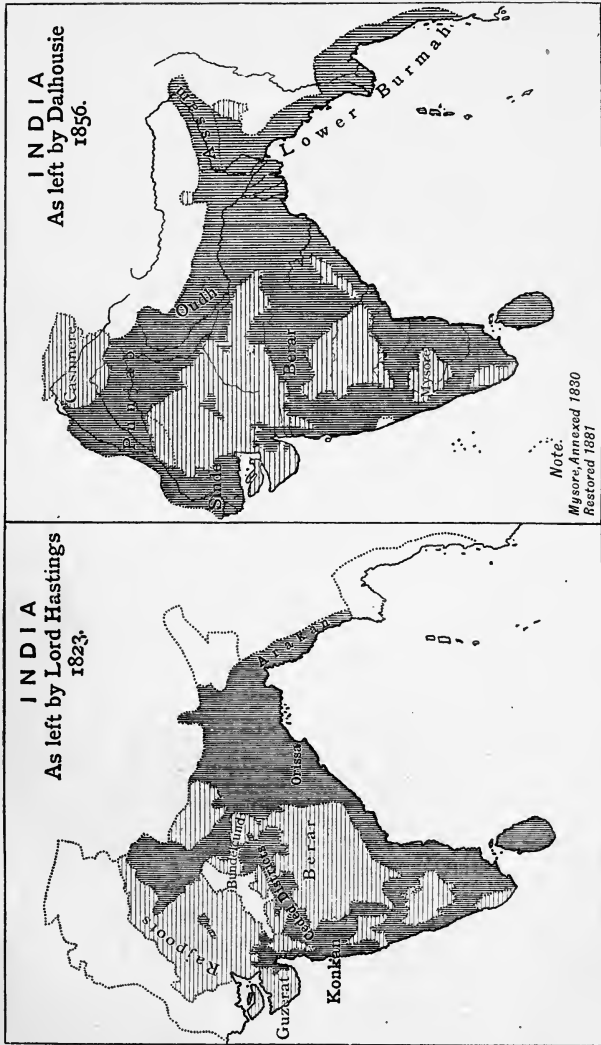 INDIA
As left by Lord Hastings
1823.
Rajpoots
Bundelcund
Guzerat
Ceded Districts
Berar
Konkan
Orissa
Arakan
INDIA
As left by Dalhousie
1856.
Cashmere
Punjab
Sinde
Oudh
Assam
Lower Burmah
Berar
Mysore
Note.
Mysore, Annexed 1830
Restored 1881